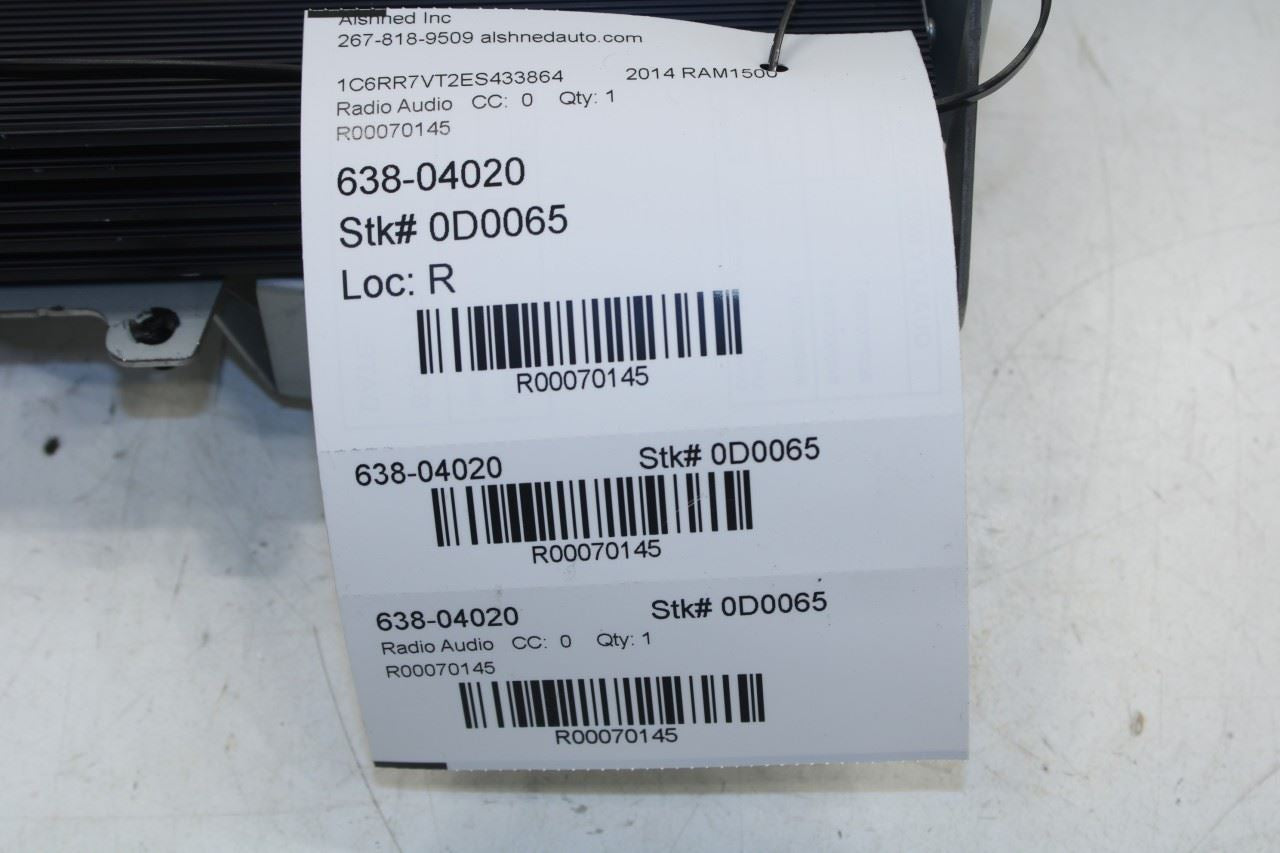 Alshned Inc
267-818-9509 alshnedauto.com
1C6RR7VT2ES433864 2014 RAM1500
Radio Audio CC: 0 Qty: 1
R00070145
638-04020
Stk# 0D0065
Loc: R
R00070145
638-04020 Stk# 0D0065
R00070145
638-04020 Stk# 0D0065
Radio Audio CC: 0 Qty: 1
R00070145
R00070145